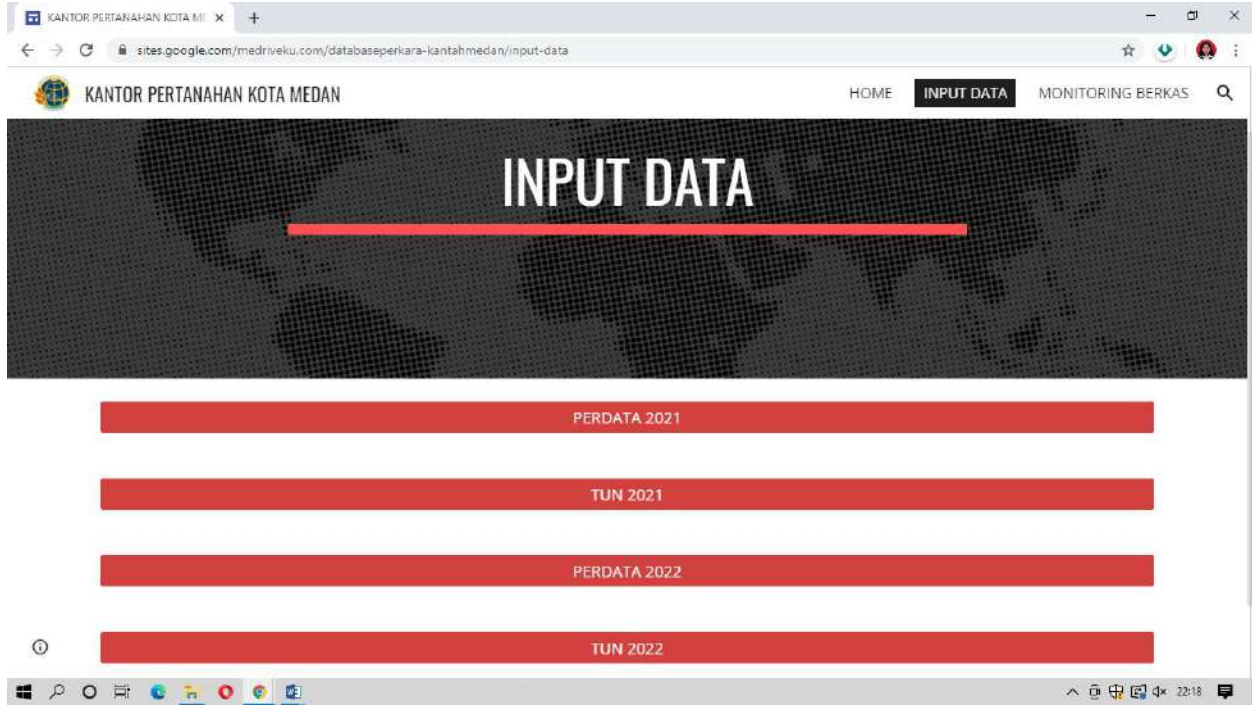 KANTOR PERTANAHAN KOTA ME
sites.google.com/medriveku.com/databaseperkara-kantahmedan/input-data
KANTOR PERTANAHAN KOTA MEDAN
HOME
INPUT DATA
MONITORING BERKAS
INPUT DATA
PERDATA 2021
TUN 2021
PERDATA 2022
TUN 2022
22:18